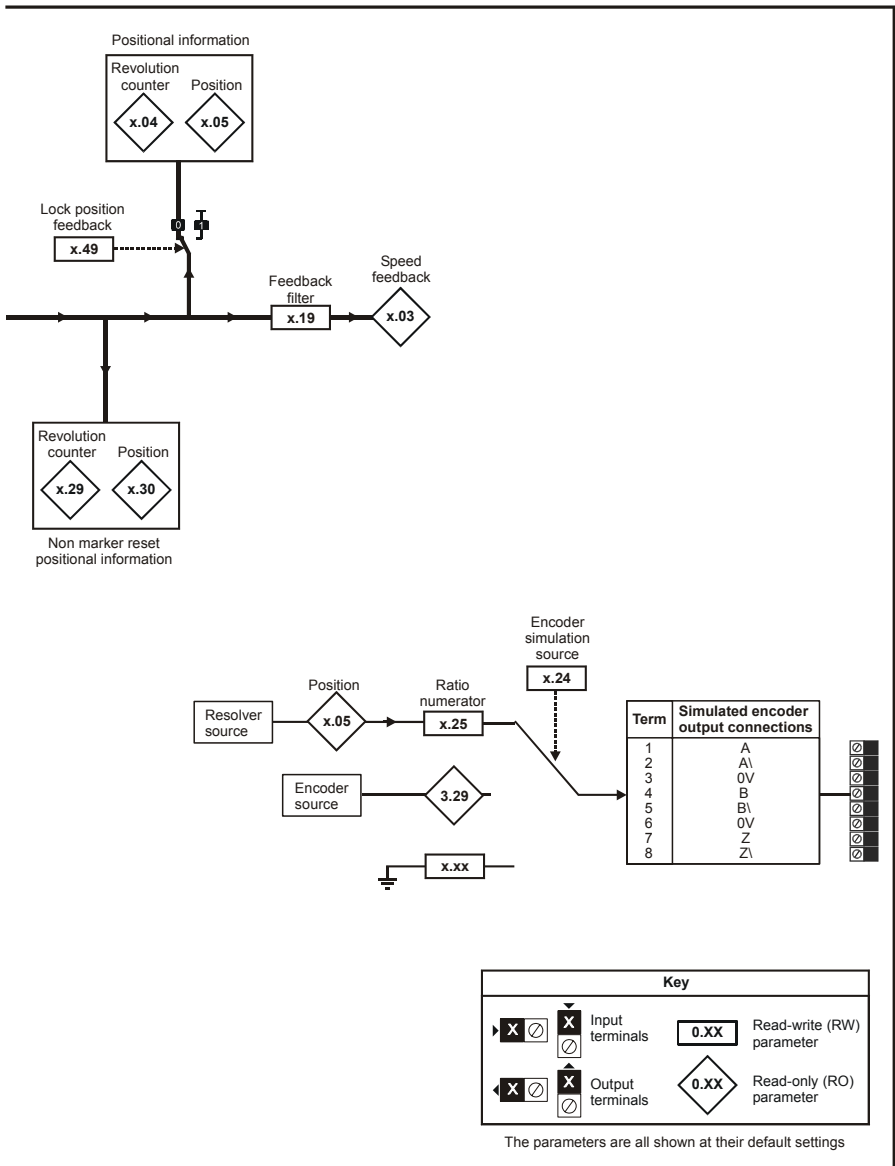 Positional information
Revolution
counter
Position
x.04
x.05
Lock position
feedback
x.49
0
1
Feedback
filter
x.19
Speed
feedback
x.03
Revolution
counter
Position
x.29
x.30
Non marker reset
positional information
Encoder
simulation
source
x.24
Resolver
source
Position
x.05
Ratio
numerator
x.25
Encoder
source
3.29
x.xx
Term Simulated encoder
output connections
1 A
2 A\
3 0V
4 B
5 B\
6 0V
7 Z
8 Z\
Key
X
X
Input
terminals
0.XX
Read-write (RW)
parameter
X
X
Output
terminals
0.XX
Read-only (RO)
parameter
The parameters are all shown at their default settings